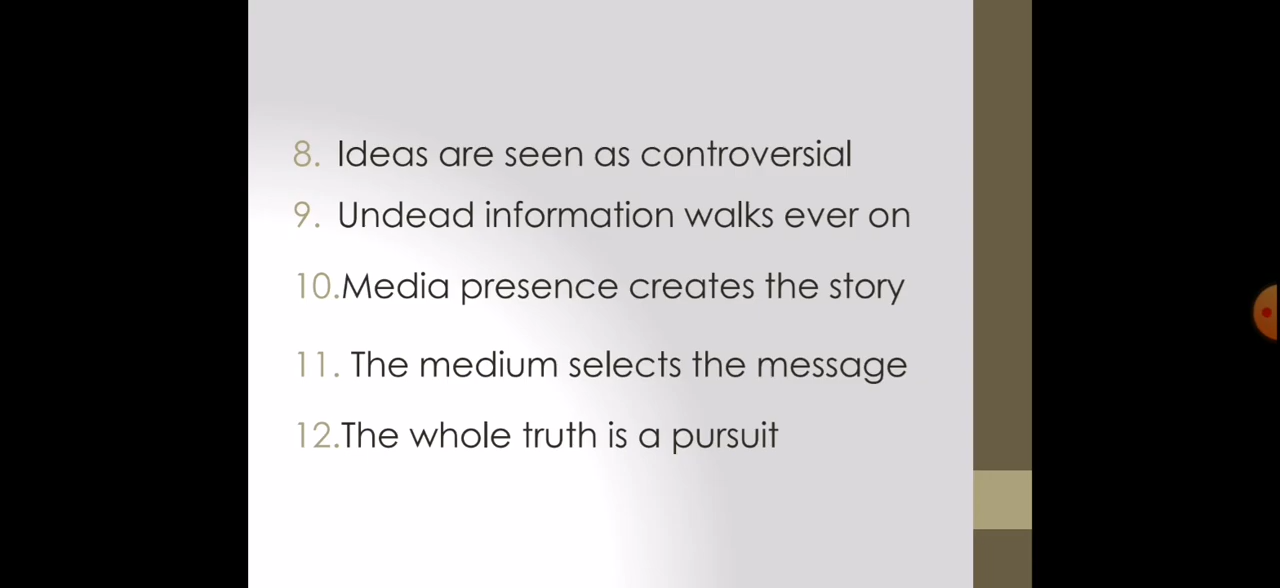 8. Ideas are seen as controversial
9. Undead information walks ever on
10.Media presence creates the story
11. The medium selects the message
12.The whole truth is a pursuit